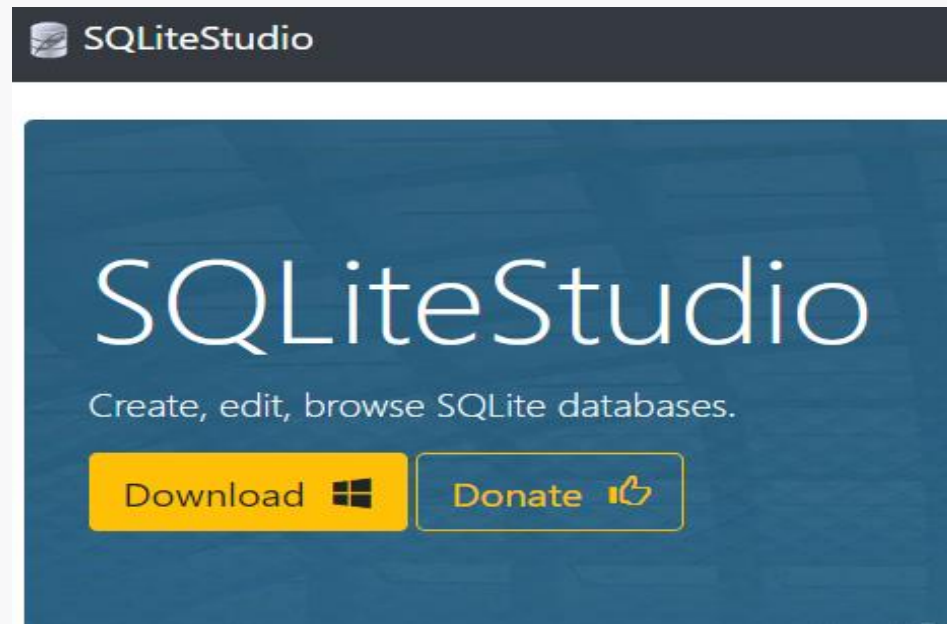 SQLiteStudio
SQLiteStudio
Create, edit, browse SQLite databases.
Download
Donate